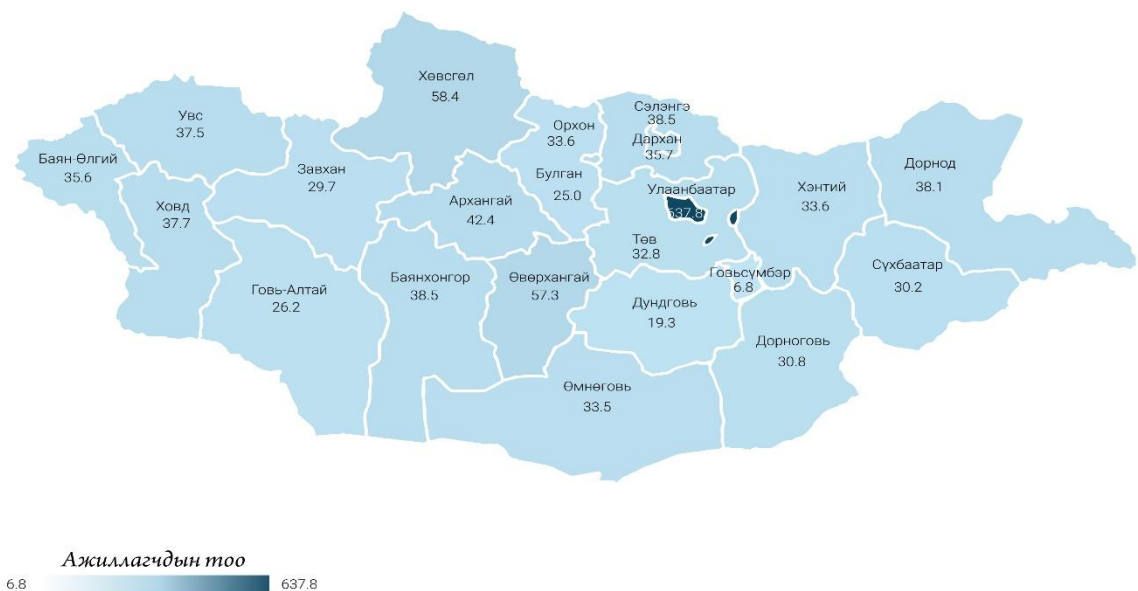 Хөвсгөл
58.4
Увс
37.5
Баян-Өлгий
35.6
Ховд
37.7
Завхан
29.7
Орхон
33.6
Булган
25.0
Сэлэнгэ
38.5
Дархан
35.7
Архангай
42.4
Улаанбаатар
637.8
Хэнтий
33.6
Дорнод
38.1
Төв
32.8
Говьсүмбэр
6.8
Сүхбаатар
30.2
Говь-Алтай
26.2
Баянхонгор
38.5
Өвөрхангай
57.3
Дундговь
19.3
Дорноговь
30.8
Өмнөговь
33.5
Ажиллагчдын тоо
6.8 637.8